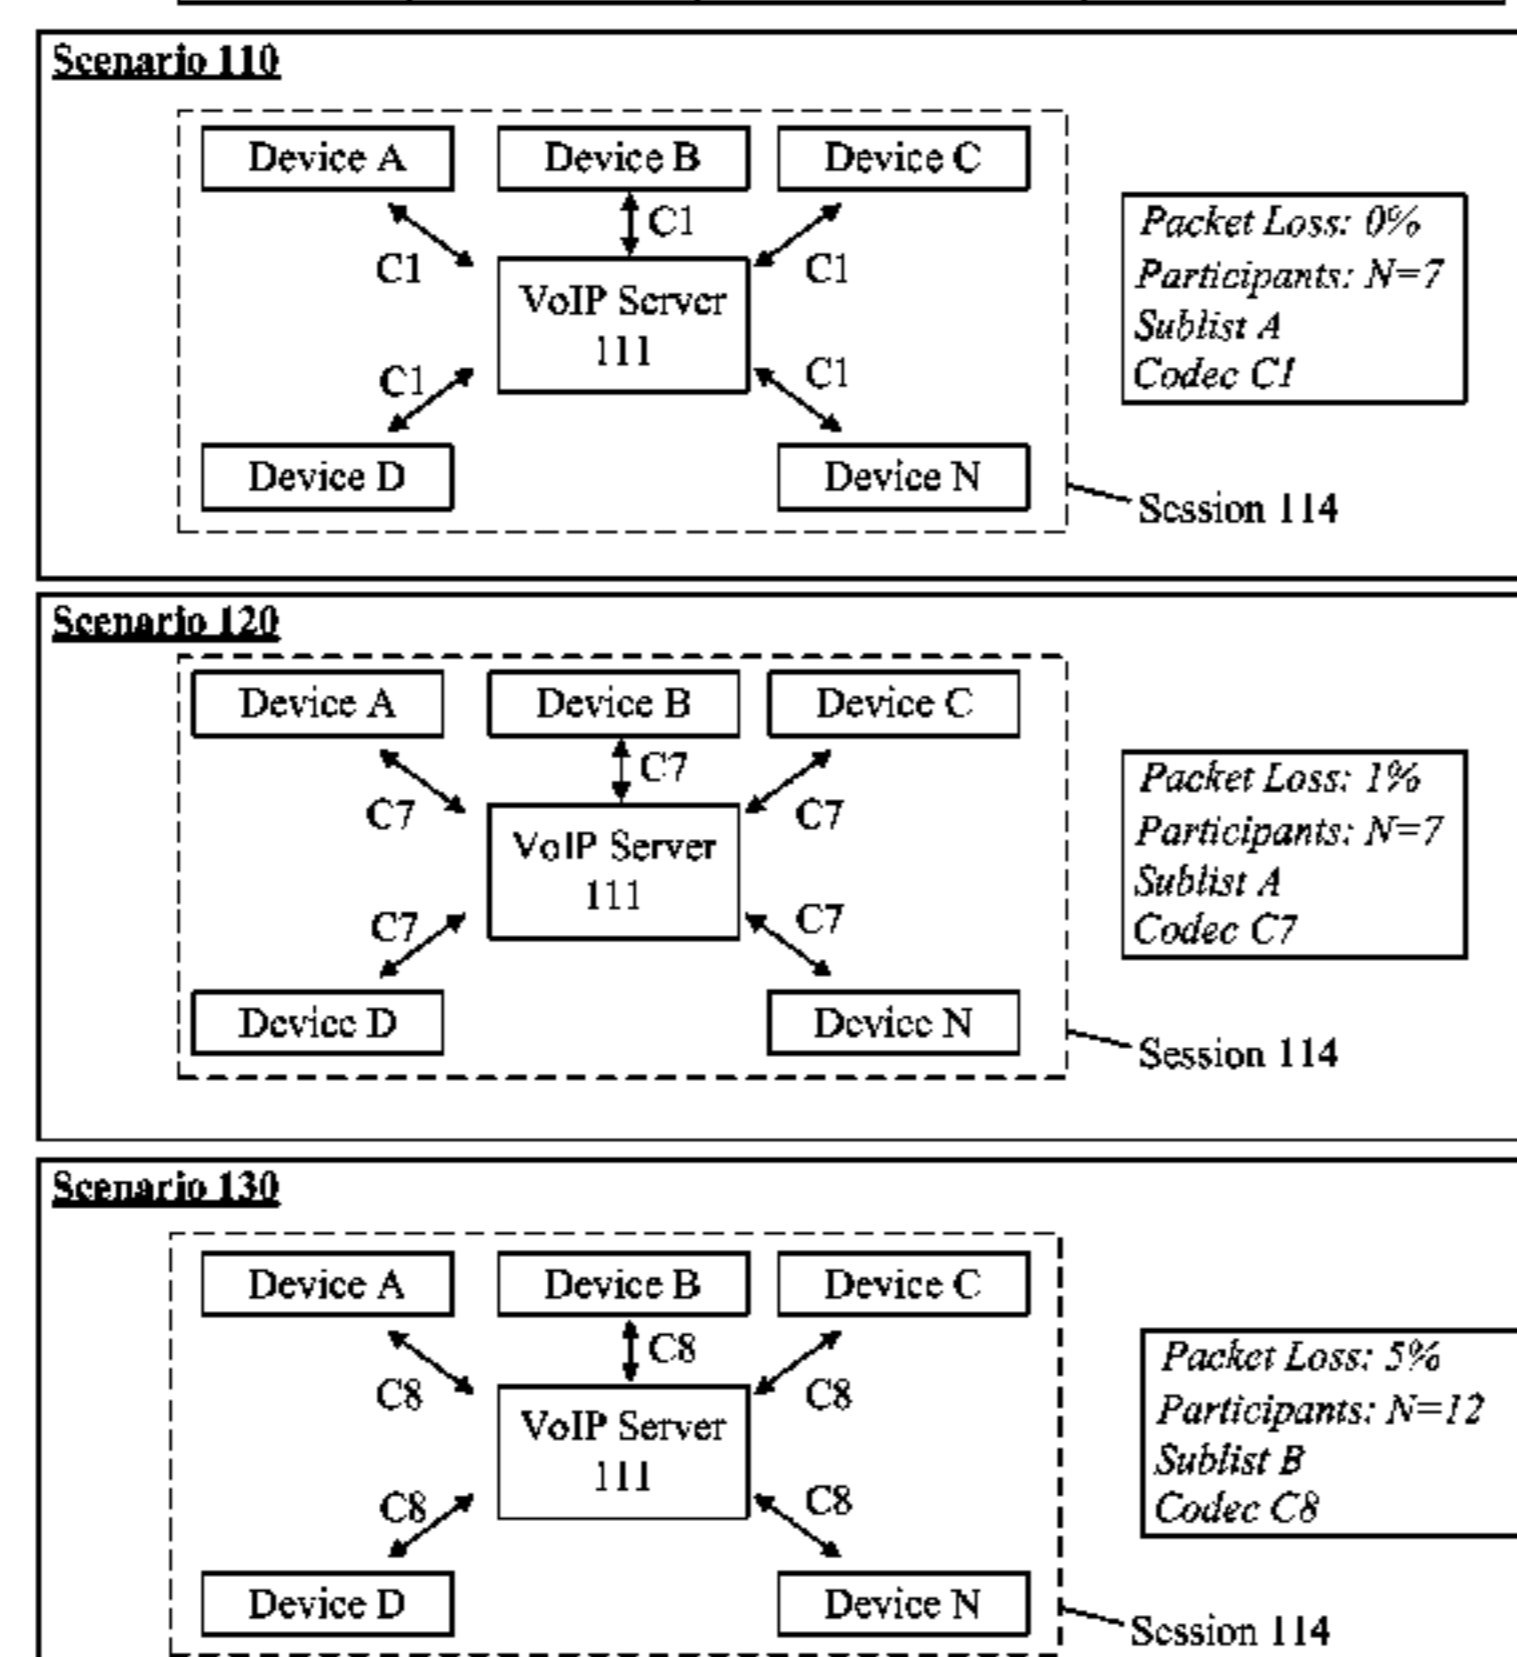 Scenario 110
Device A
Device B
Device C
C1
C1
C1
VoIP Server
111
C1
C1
Device D
Device N
Packet Loss: 0%
Participants: N=7
Sublist A
Codec C1
Session 114
Scenario 120
Device A
Device B
Device C
C7
C7
C7
VoIP Server
111
C7
C7
Device D
Device N
Packet Loss: 1%
Participants: N=7
Sublist A
Codec C7
Session 114
Scenario 130
Device A
Device B
Device C
C8
C8
C8
VoIP Server
111
C8
C8
Device D
Device N
Packet Loss: 5%
Participants: N=12
Sublist B
Codec C8
Session 114